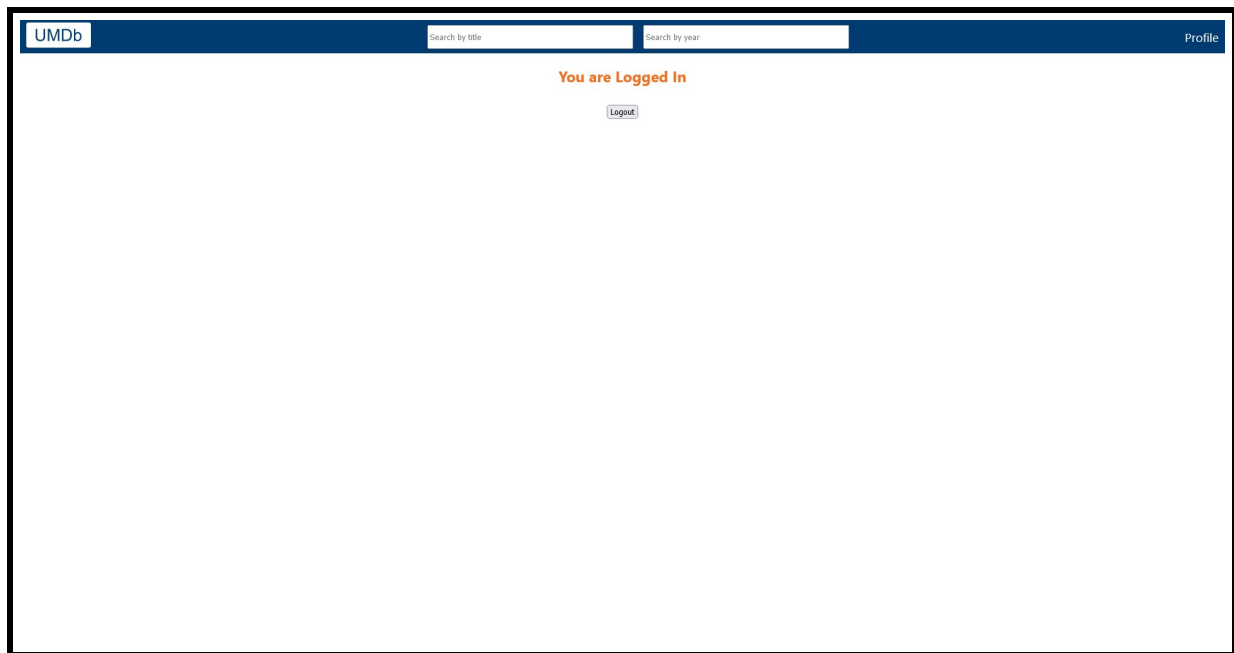 UMDb
Search by title
Search by year
Profile
You are Logged In
Logout